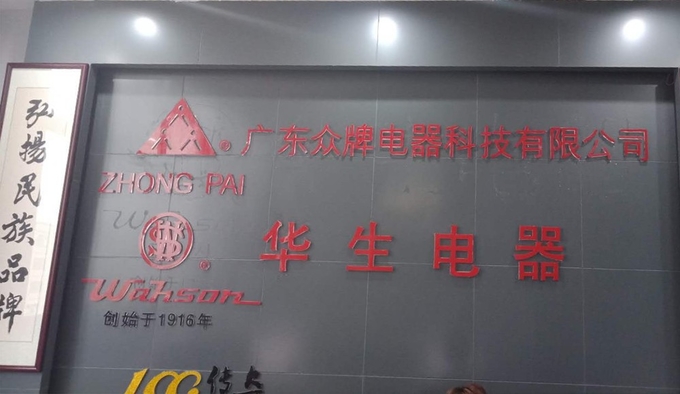 弘揚民族品牌
® 广东众牌电器科技有限公司
ZHONG PAI
® 华生电器
Wahson
创始于1916年
100